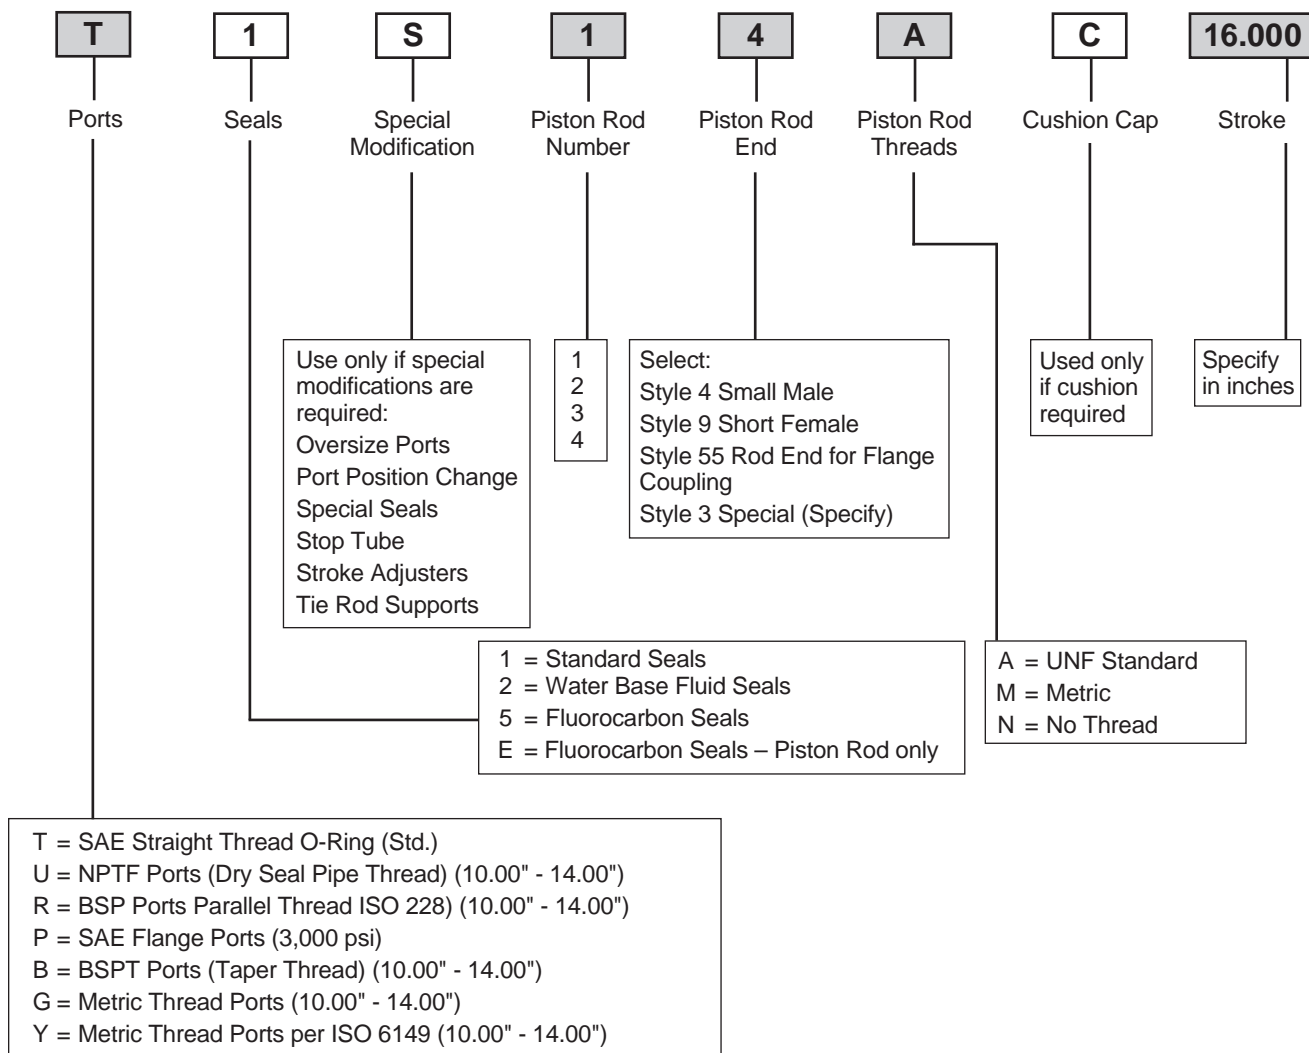 T 1 S 1 4 A C 16.000
Ports
Seals
Special
Modification
Piston Rod
Number
Piston Rod
End
Piston Rod
Threads
Cushion Cap
Stroke
Use only if special
modifications are
required:
Oversize Ports
Port Position Change
Special Seals
Stop Tube
Stroke Adjusters
Tie Rod Supports
1
2
3
4
Select:
Style 4 Small Male
Style 9 Short Female
Style 55 Rod End for Flange
Coupling
Style 3 Special (Specify)
Used only
if cushion
required
Specify
in inches
1 = Standard Seals
2 = Water Base Fluid Seals
5 = Fluorocarbon Seals
E = Fluorocarbon Seals – Piston Rod only
A = UNF Standard
M = Metric
N = No Thread
T = SAE Straight Thread O-Ring (Std.)
U = NPTF Ports (Dry Seal Pipe Thread) (10.00" - 14.00")
R = BSP Ports Parallel Thread ISO 228) (10.00" - 14.00")
P = SAE Flange Ports (3,000 psi)
B = BSPT Ports (Taper Thread) (10.00" - 14.00")
G = Metric Thread Ports (10.00" - 14.00")
Y = Metric Thread Ports per ISO 6149 (10.00" - 14.00")